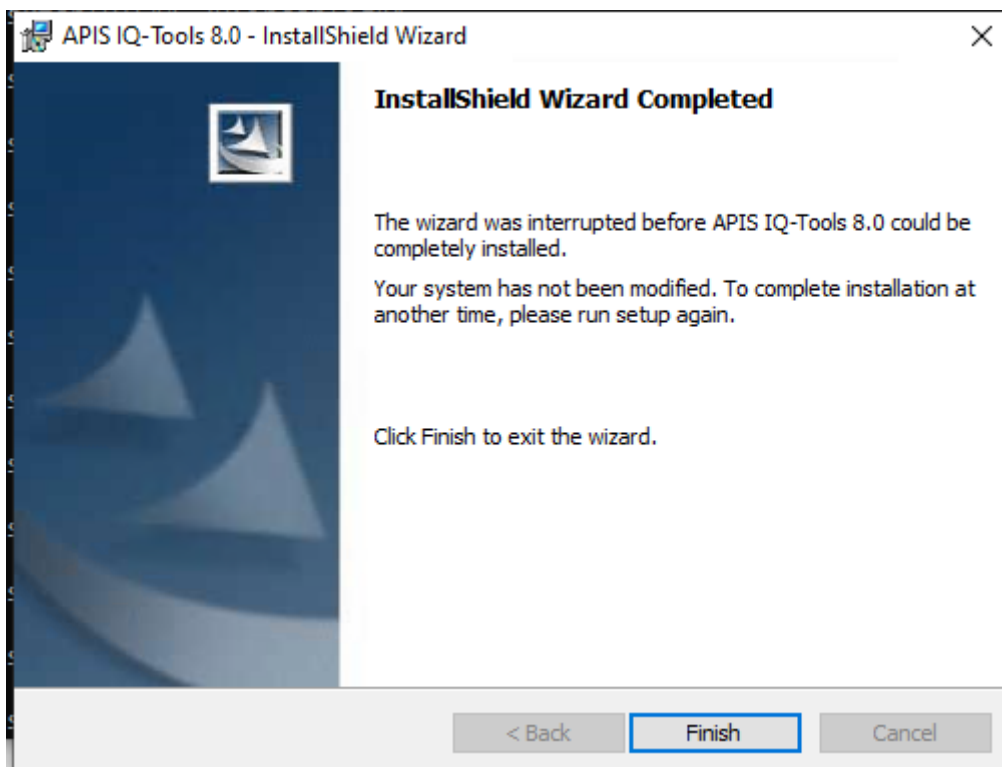 APIS IQ-Tools 8.0 - InstallShield Wizard
InstallShield Wizard Completed
The wizard was interrupted before APIS IQ-Tools 8.0 could be
completely installed.
Your system has not been modified. To complete installation at
another time, please run setup again.
Click Finish to exit the wizard.
< Back
Finish
Cancel